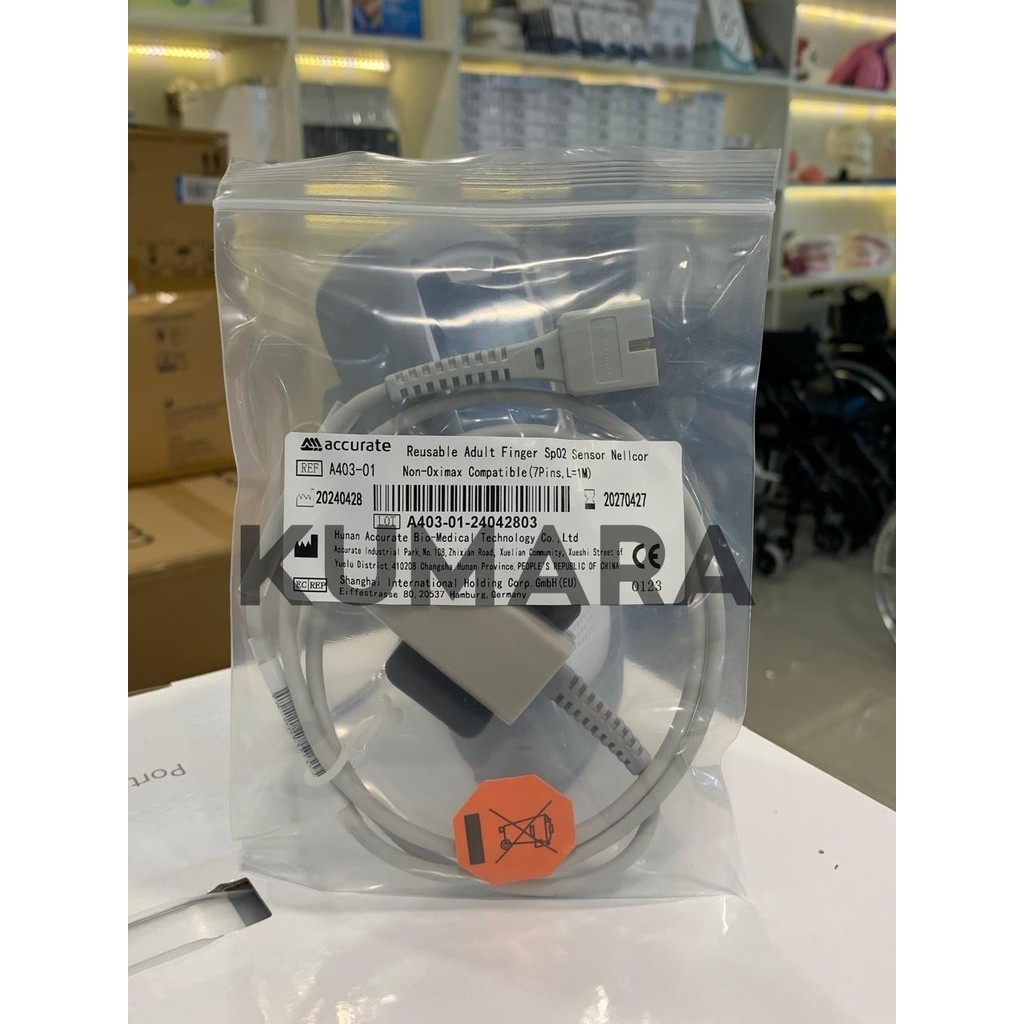 accurate
Reusable Adult Finger SpO2 Sensor Nellcor
REF A403-01
Non-Oximax Compatible(7Pins,L=1M)
20240428
20270427
LOT A403-01-24042803
Hunan Accurate Bio-Medical Technology Co.,Ltd
Accurate Industrial Park, No.108, Zhixian Road, Xuelian Community, Xueshi Street of
Yuelu District, 410208 Changsha, Hunan Province, PEOPLE'S REPUBLIC OF CHINA
CE
0123
EC REP Shanghai International Holding Corp. GmbH(EU)
Eiffestrasse 80, 20537 Hamburg, Germany
KUMARA
Port